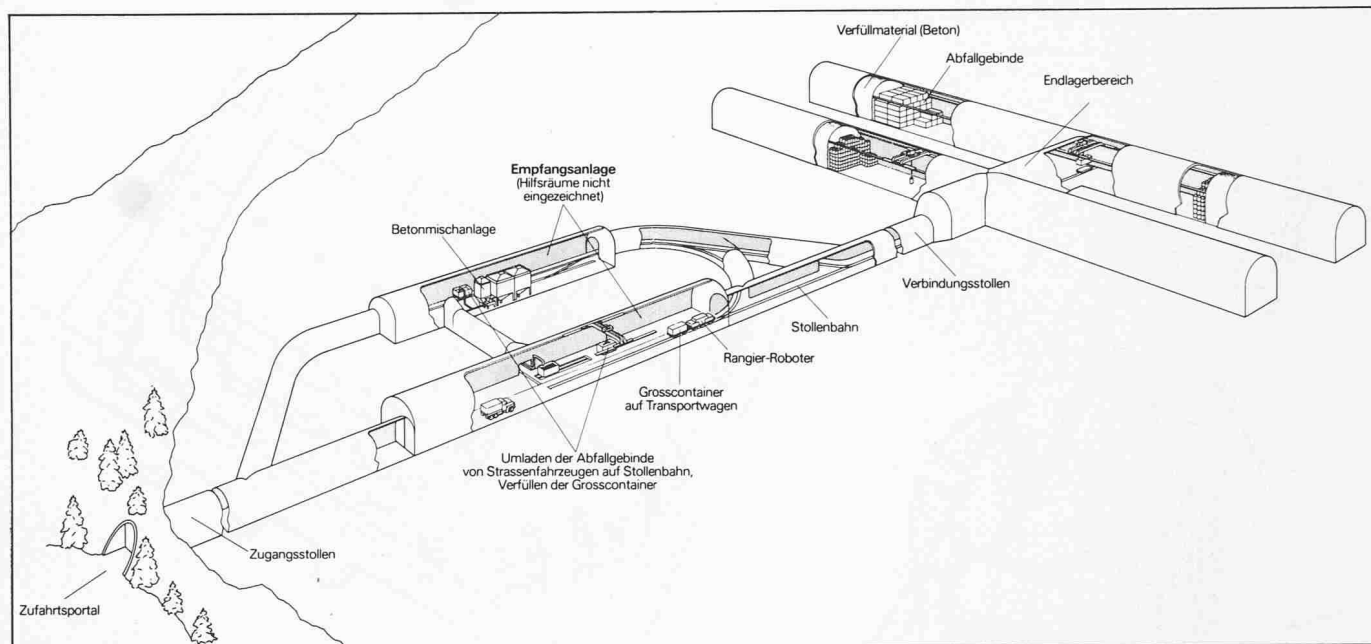 Verfüllmaterial (Beton)
Abfallgebinde
Endlagerbereich
Empfangsanlage
(Hilfsräume nicht
eingezeichnet)
Betonmischanlage
Verbindungsstollen
Stollenbahn
Rangier-Roboter
Grosscontainer
auf Transportwagen
Umladen der Abfallgebinde
von Strassenfahrzeugen auf Stollenbahn,
Verfüllen der Grosscontainer
Zugangsstollen
Zufahrtsportal